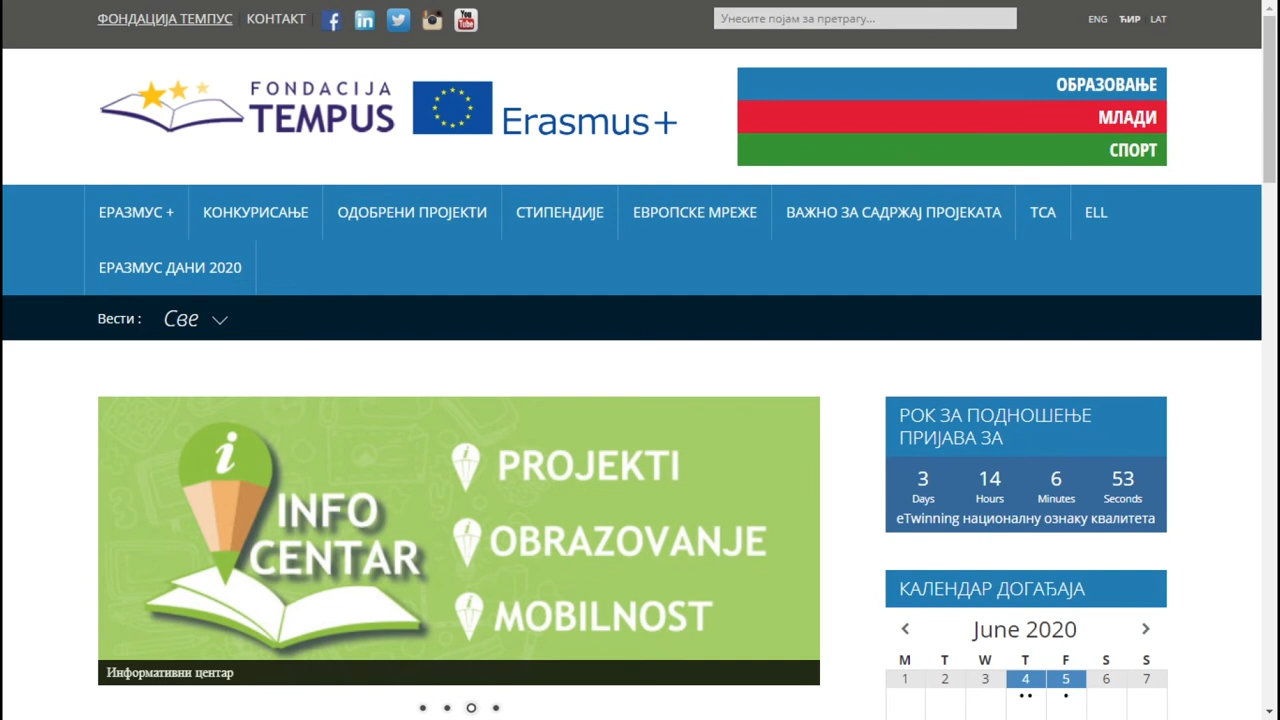 ФОНДАЦИЈА ТЕМПУС КОНТАКТ
You Tube
Унесите појам за претрагу...
ENG ЋИР LAT
FONDACIJA
TEMPUS
Erasmus+
ОБРАЗОВАЊЕ
МЛАДИ
СПОРТ
ЕРАЗМУС + КОНКУРИСАЊЕ ОДОБРЕНИ ПРОЈЕКТИ СТИПЕНДИЈЕ ЕВРОПСКЕ МРЕЖЕ ВАЖНО ЗА САДРЖАЈ ПРОЈЕКАТА TCA ELL
ЕРАЗМУС ДАНИ 2020
Вести : Све
INFO
CENTAR
PROJEKTI
OBRAZOVANJE
MOBILNOST
Информативни центар
РОК ЗА ПОДНОШЕЊЕ
ПРИЈАВА ЗА
3 14 6 53
Days Hours Minutes Seconds
eTwinning националну ознаку квалитета
КАЛЕНДАР ДОГАЂАЈА
June 2020
M T W T F S S
1 2 3 4 5 6 7